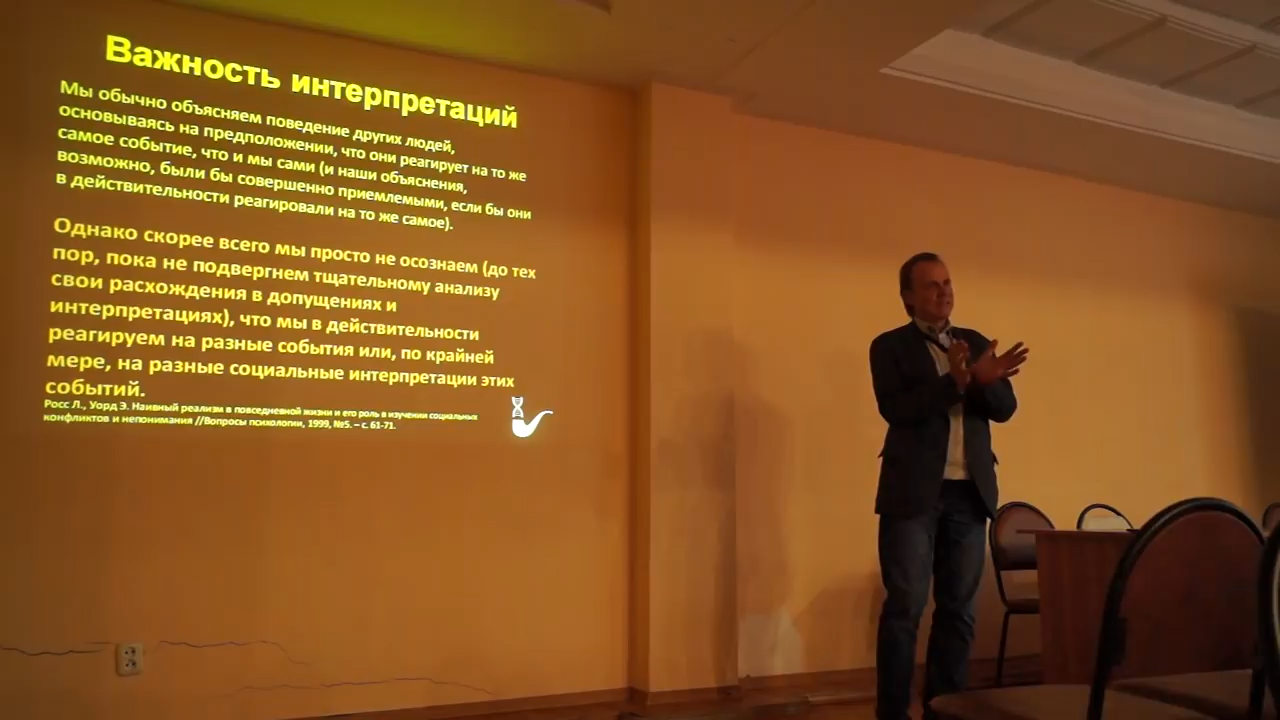 Важность интерпретаций
Мы обычно объясняем поведение других людей,
основываясь на предположении, что они реагирует на то же
самое событие, что и мы сами (и наши объяснения,
возможно, были бы совершенно приемлемыми, если бы они
в действительности реагировали на то же самое).
Однако скорее всего мы просто не осознаем (до тех
пор, пока не подвергнем тщательному анализу
свои расхождения в допущениях и
интерпретациях), что мы в действительности
реагируем на разные события или, по крайней
мере, на разные социальные интерпретации этих
событий.
Росс Л., Уорд Э. Наивный реализм в повседневной жизни и его роль в изучении социальных
конфликтов и непонимания //Вопросы психологии, 1999, №5. – с. 61-71.